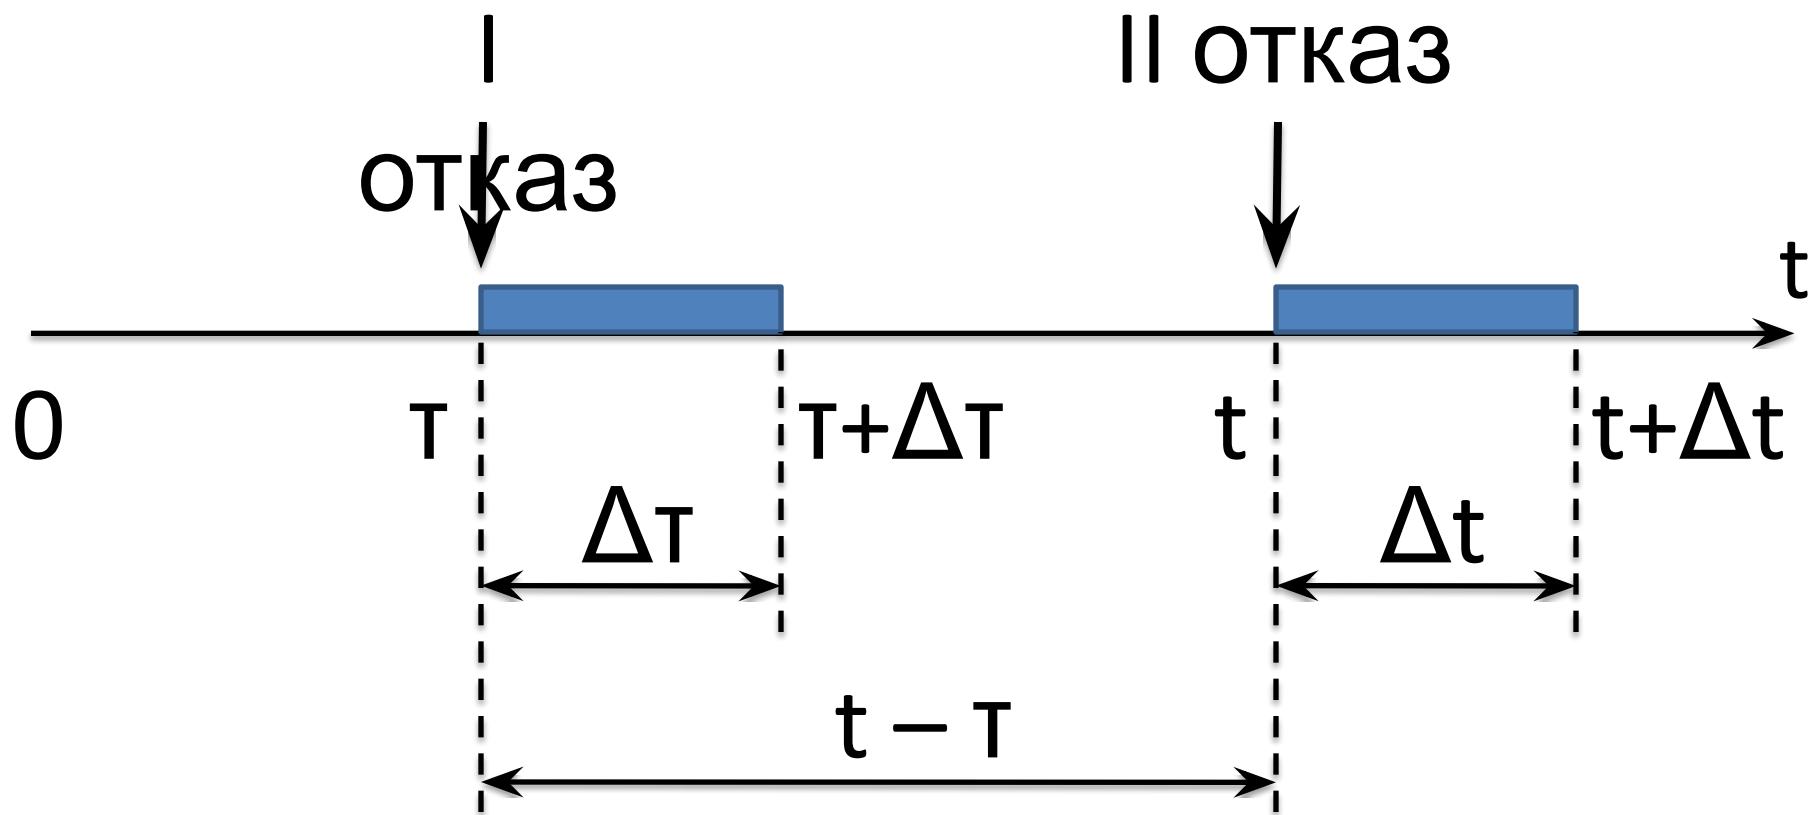 I
отказ
II отказ
t
0
τ
τ+Δτ
t
t+Δt
Δτ
Δt
t – τ